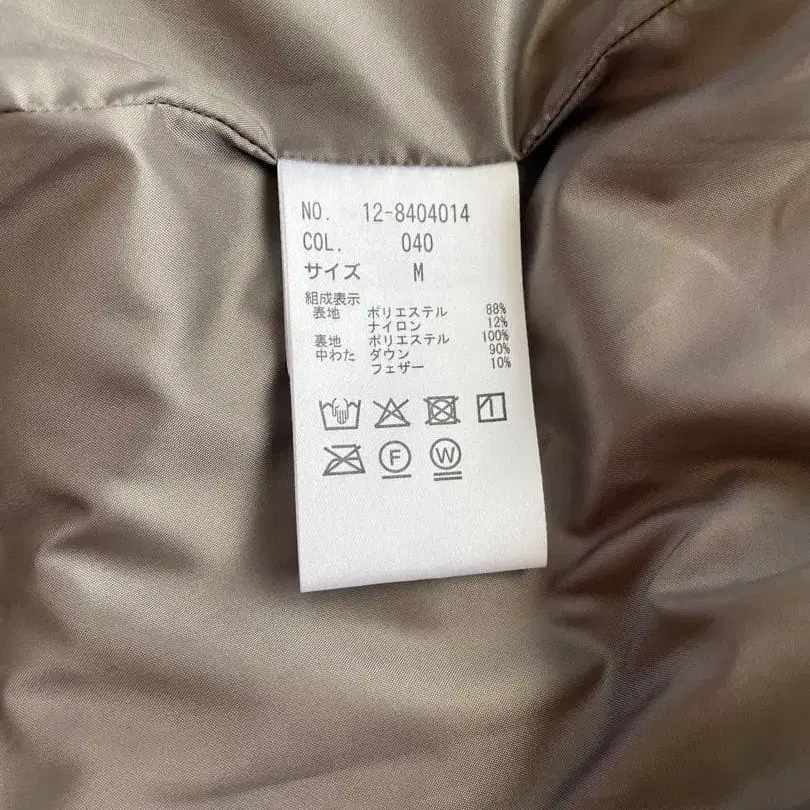 NO. 12-8404014
COL. 040
サイズ M
組成表示
表地 ポリエステル 88%
ナイロン 12%
裏地 ポリエステル 100%
中わた ダウン 90%
フェザー 10%
F W